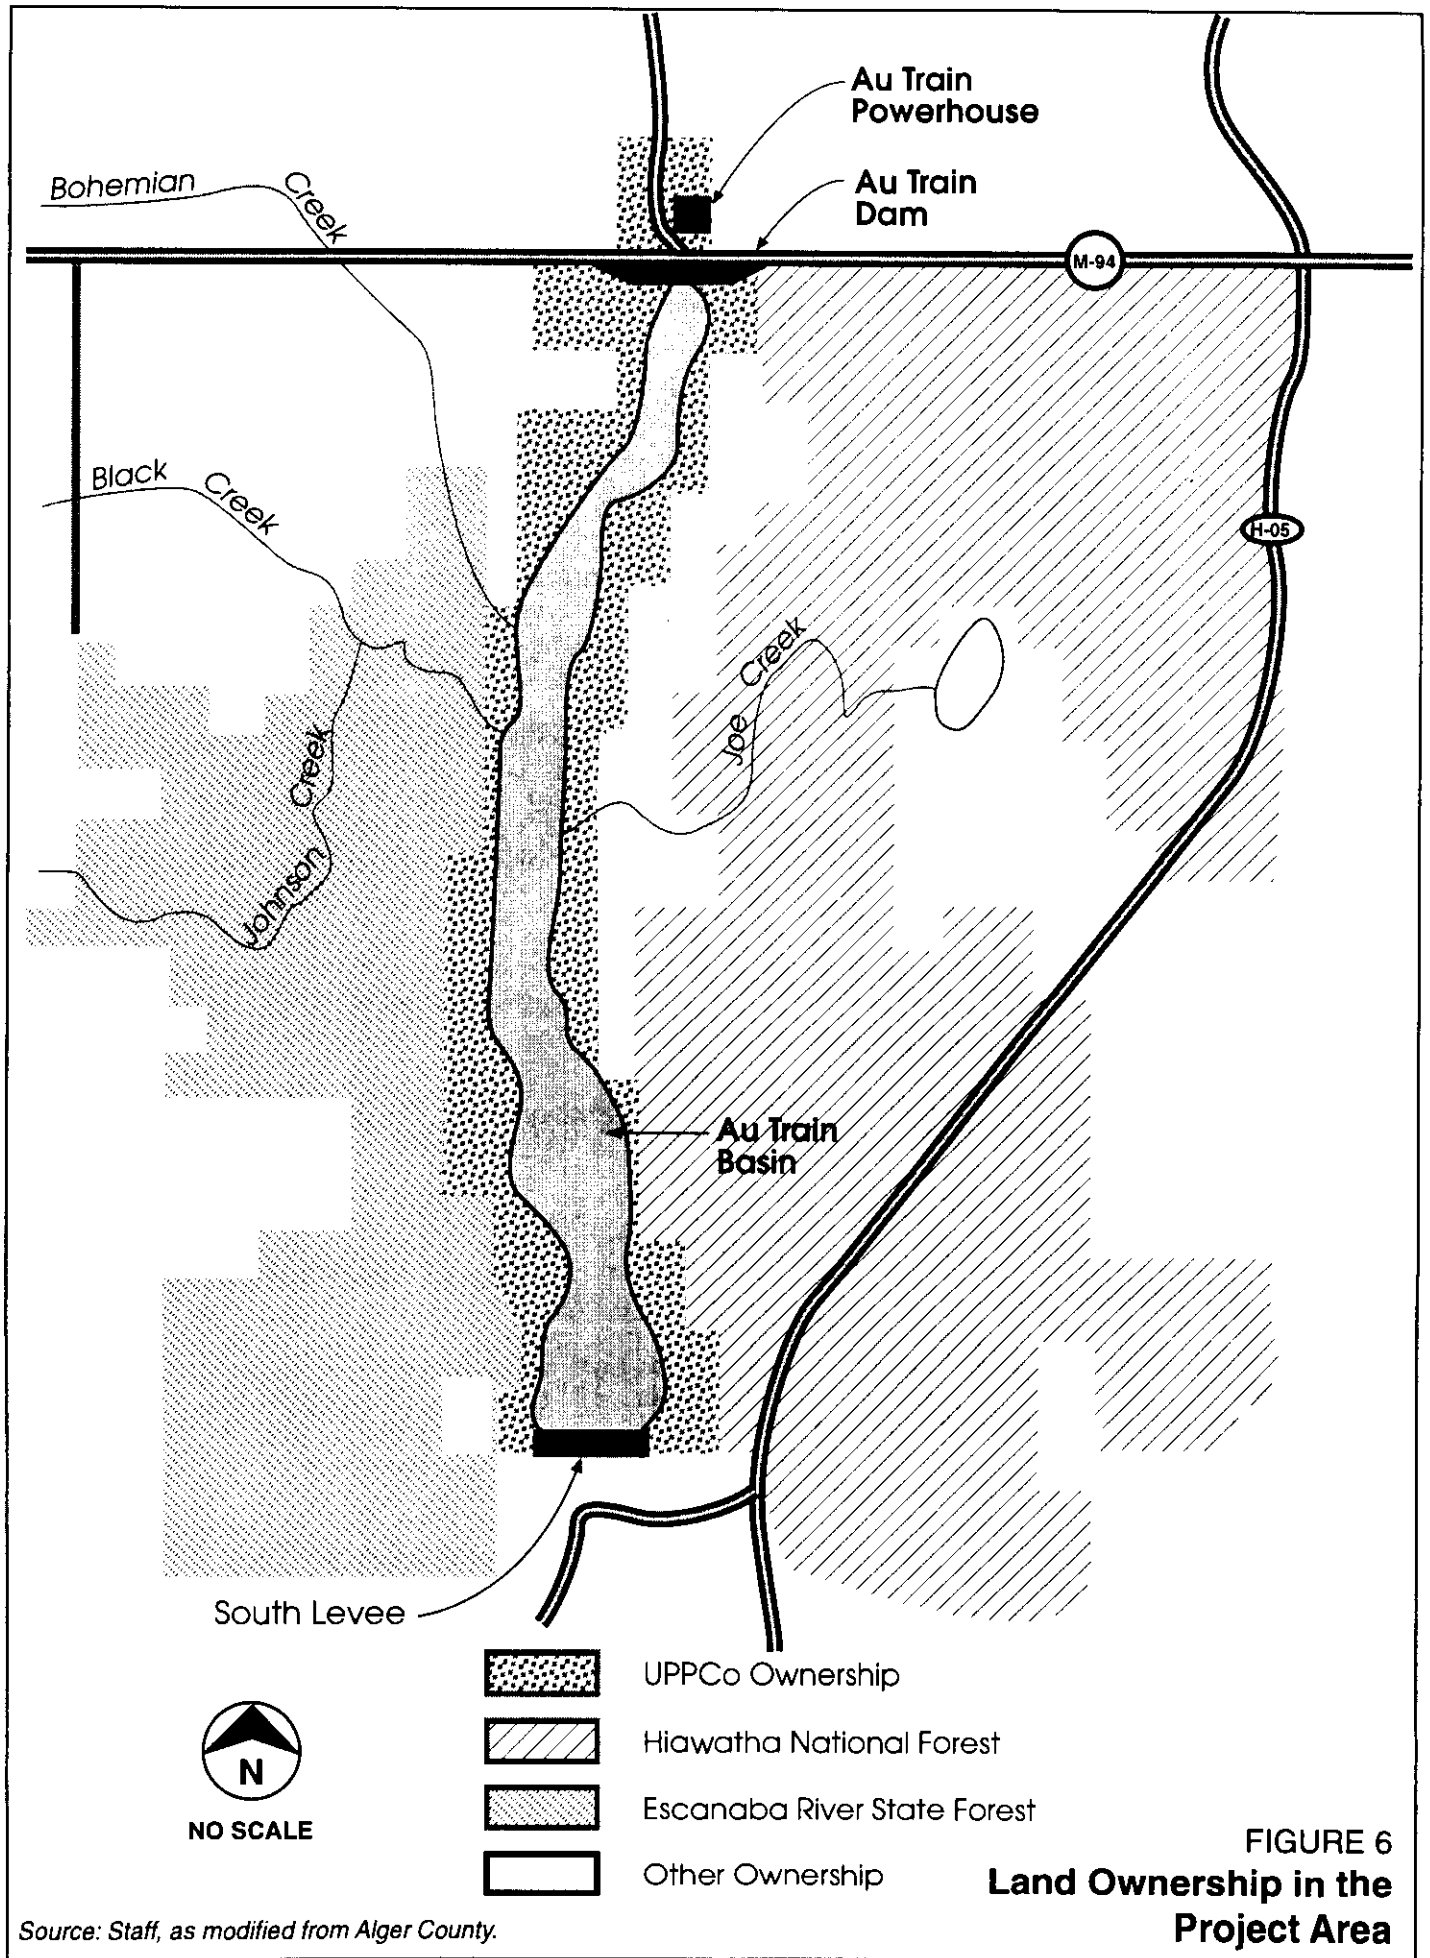 Au Train
Powerhouse
Au Train
Dam
Bohemian Creek
M-94
Black Creek
H-05
Joe Creek
Johnson Creek
Au Train
Basin
South Levee
UPPCo Ownership
Hiawatha National Forest
Escanaba River State Forest
Other Ownership
N
NO SCALE
FIGURE 6
Land Ownership in the
Project Area
Source: Staff, as modified from Alger County.